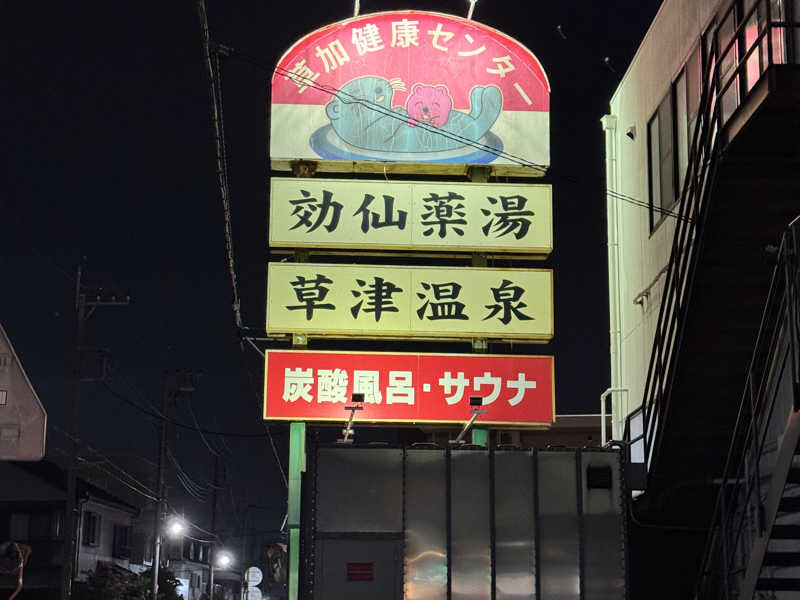 草加健康センター
効仙薬湯
草津温泉
炭酸風呂・サウナ